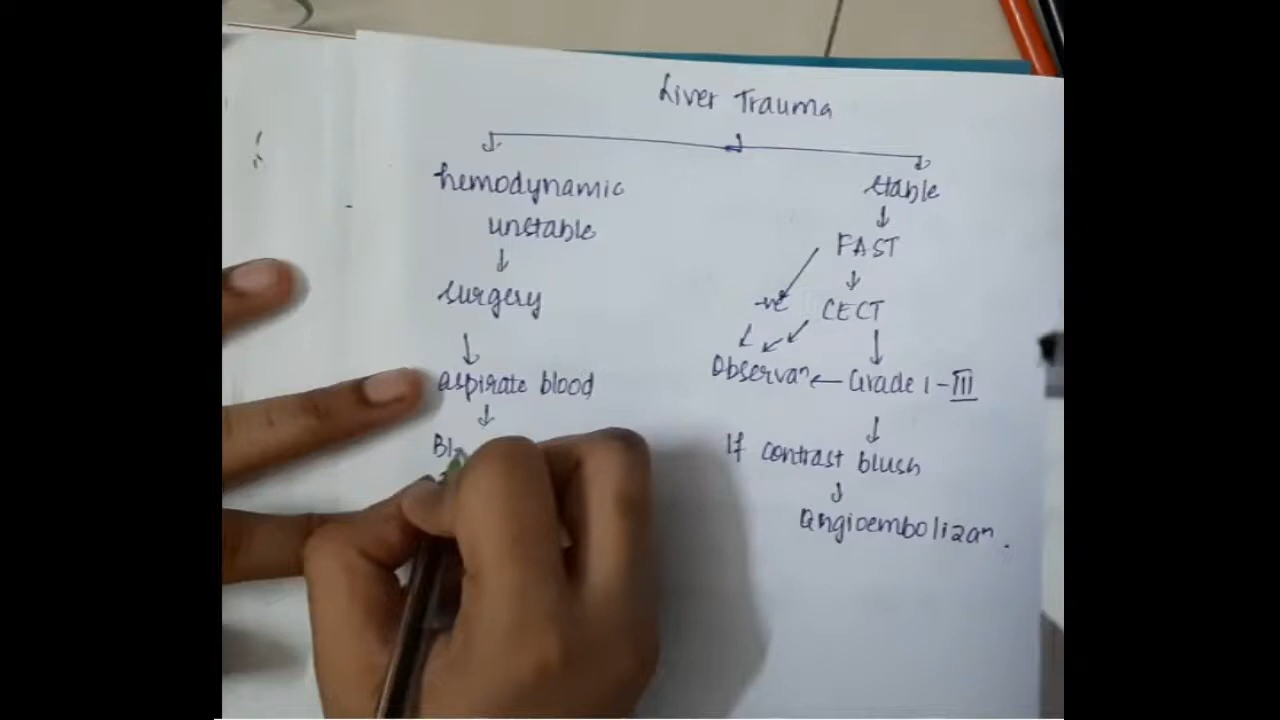 Liver Trauma
hemodynamic
unstable
surgery
aspirate blood
stable
FAST
-ve CECT
Observaⁿ ← Grade I - III
If contrast blush
angioembolizaⁿ.